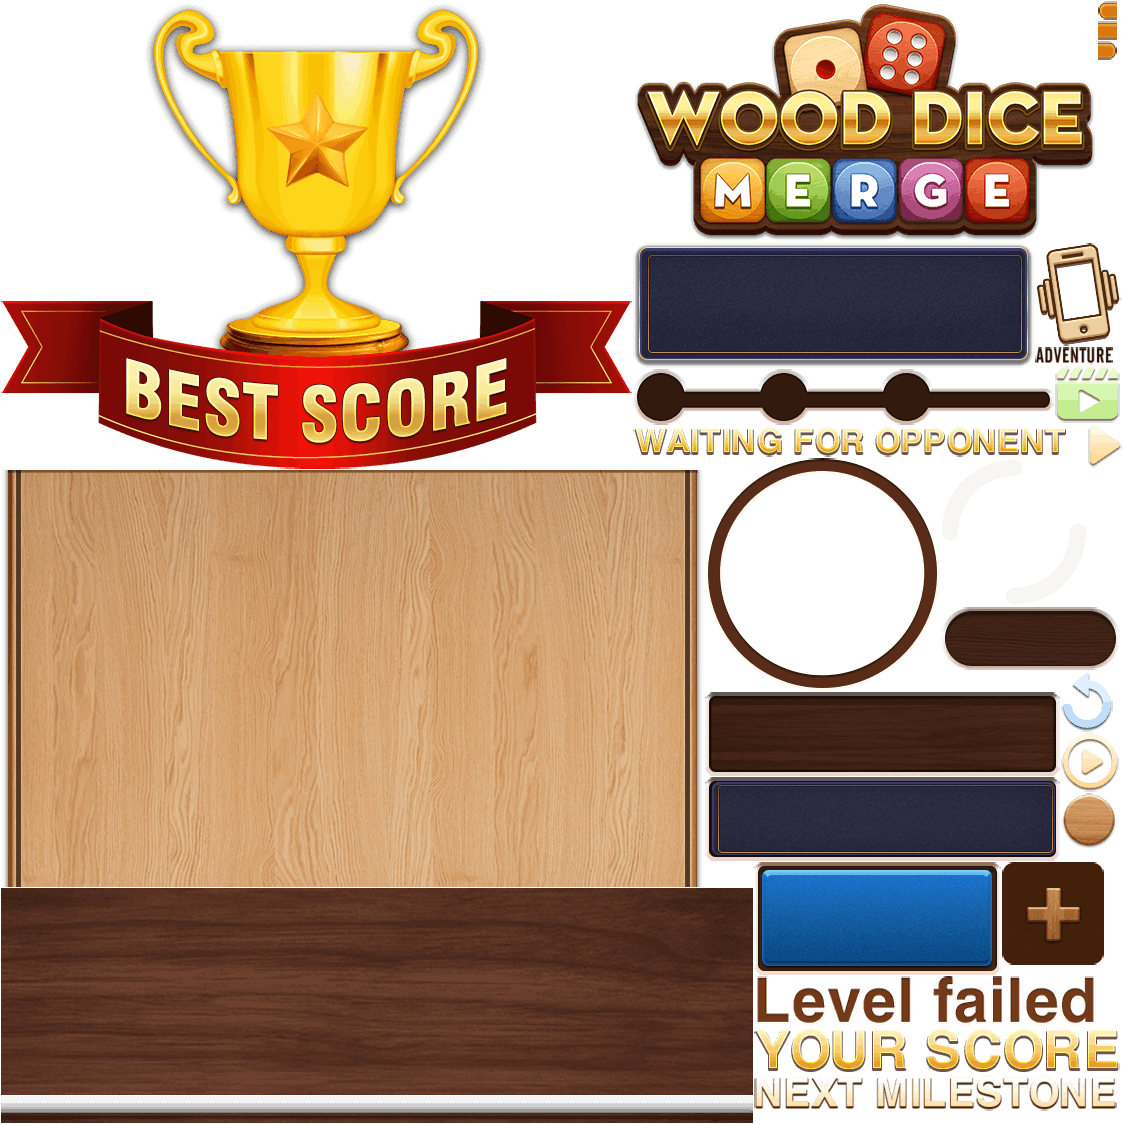 WOOD DICE
MERGE
ADVENTURE
BEST SCORE
WAITING FOR OPPONENT
Level failed
YOUR SCORE
NEXT MILESTONE